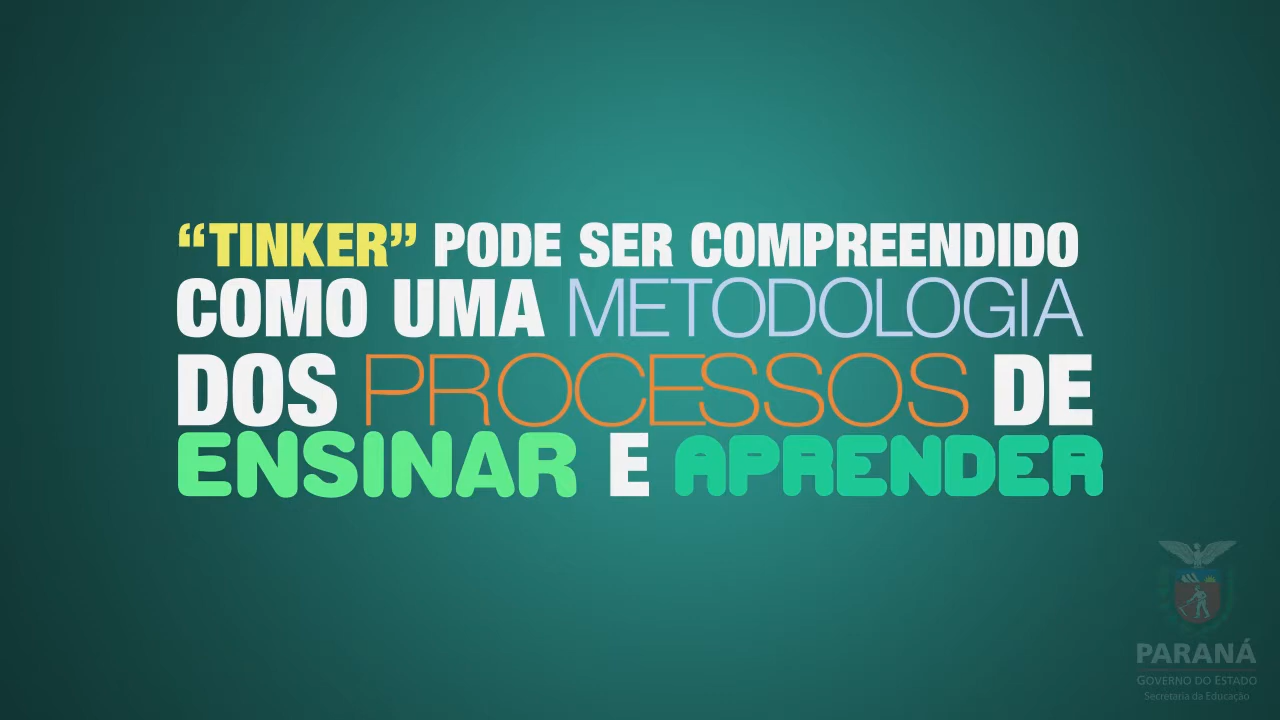 “TINKER” PODE SER COMPREENDIDO
COMO UMA METODOLOGIA
DOS PROCESSOS DE
ENSINAR E APRENDER
PARANÁ
GOVERNO DO ESTADO
Secretaria da Educação